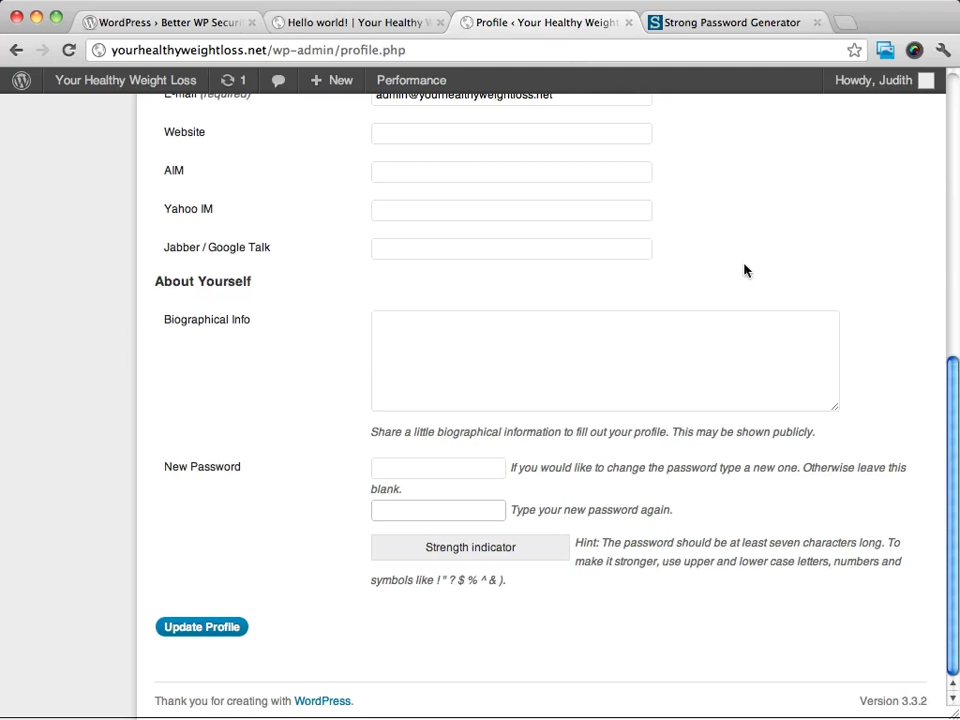 WordPress › Better WP Securi
Hello world! | Your Healthy W
Profile ‹ Your Healthy Weight
Strong Password Generator
yourhealthyweightloss.net/wp-admin/profile.php
Your Healthy Weight Loss 1 New Performance Howdy, Judith
E-mail (required) admin@yourhealthyweightloss.net
Website
AIM
Yahoo IM
Jabber / Google Talk
About Yourself
Biographical Info
Share a little biographical information to fill out your profile. This may be shown publicly.
New Password If you would like to change the password type a new one. Otherwise leave this
blank.
Type your new password again.
Strength indicator Hint: The password should be at least seven characters long. To
make it stronger, use upper and lower case letters, numbers and
symbols like ! " ? $ % ^ & ).
Update Profile
Thank you for creating with WordPress. Version 3.3.2